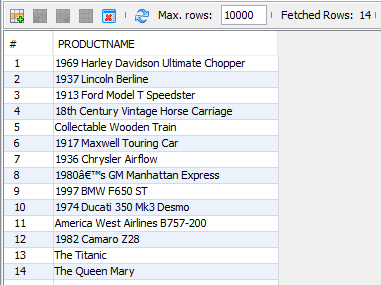 Max. rows: 10000 Fetched Rows: 14
# PRODUCTNAME
1 1969 Harley Davidson Ultimate Chopper
2 1937 Lincoln Berline
3 1913 Ford Model T Speedster
4 18th Century Vintage Horse Carriage
5 Collectable Wooden Train
6 1917 Maxwell Touring Car
7 1936 Chrysler Airflow
8 1980’s GM Manhattan Express
9 1997 BMW F650 ST
10 1974 Ducati 350 Mk3 Desmo
11 America West Airlines B757-200
12 1982 Camaro Z28
13 The Titanic
14 The Queen Mary